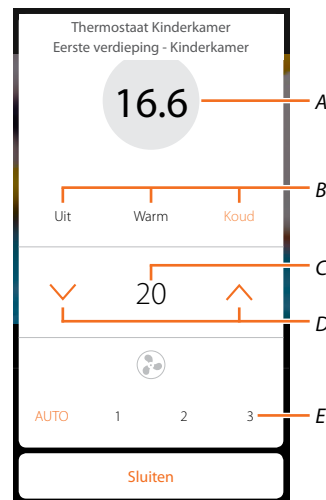 Thermostaat Kinderkamer
Eerste verdieping - Kinderkamer
16.6
A
B
Uit Warm Koud
C
20
D
AUTO 1 2 3
E
Sluiten